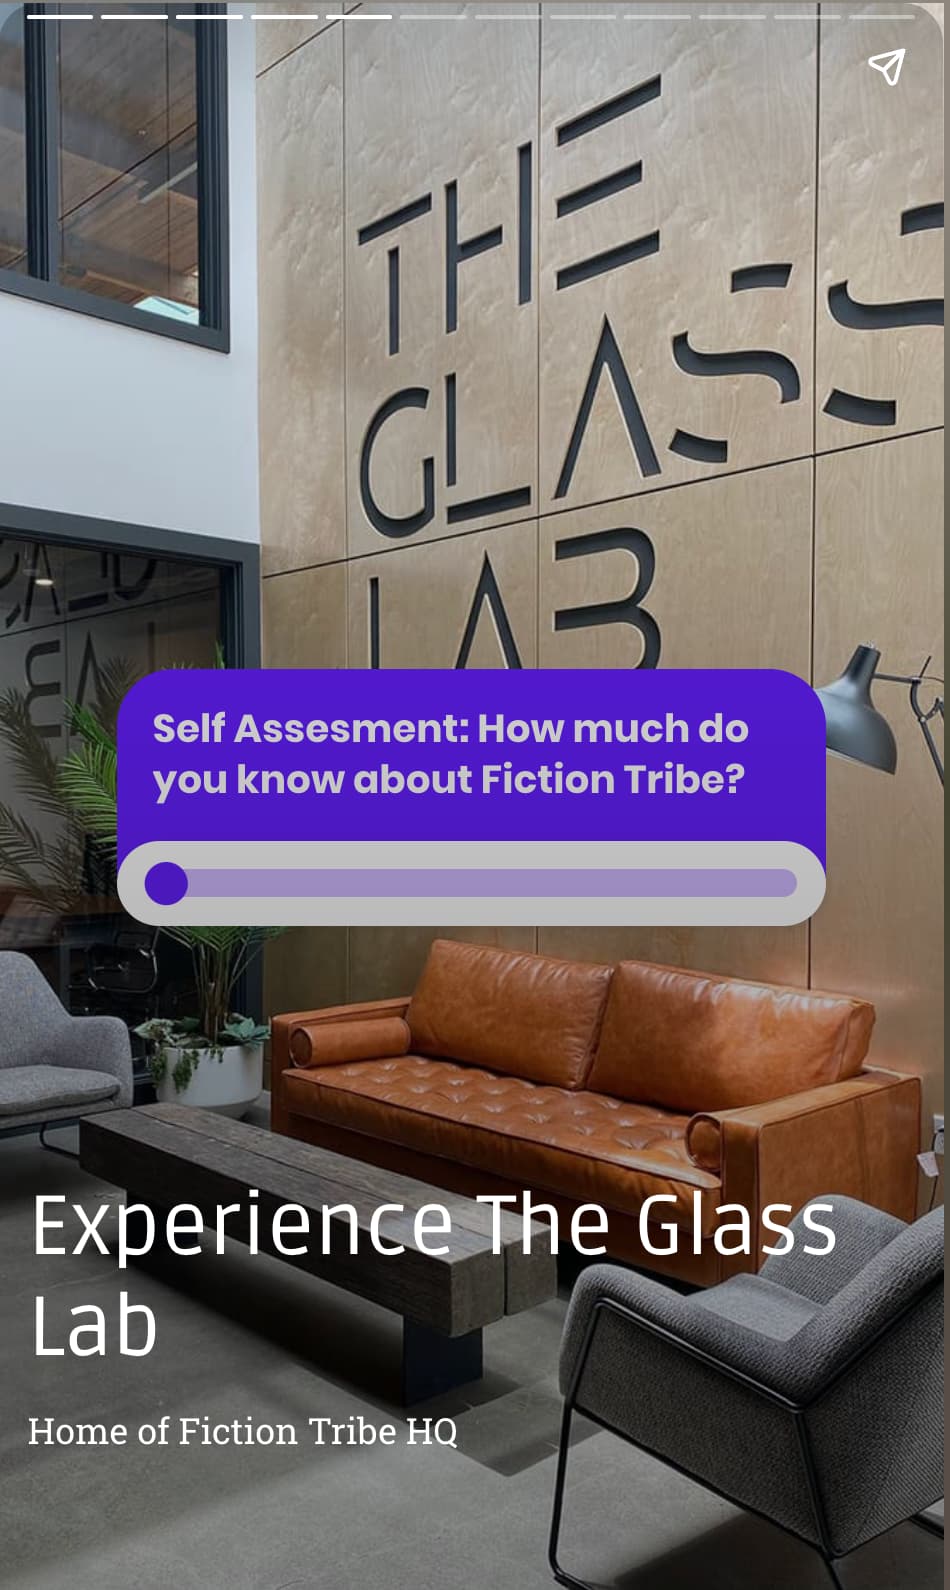 THE
GLASS
LAB
Self Assesment: How much do
you know about Fiction Tribe?
Experience The Glass
Lab
Home of Fiction Tribe HQ